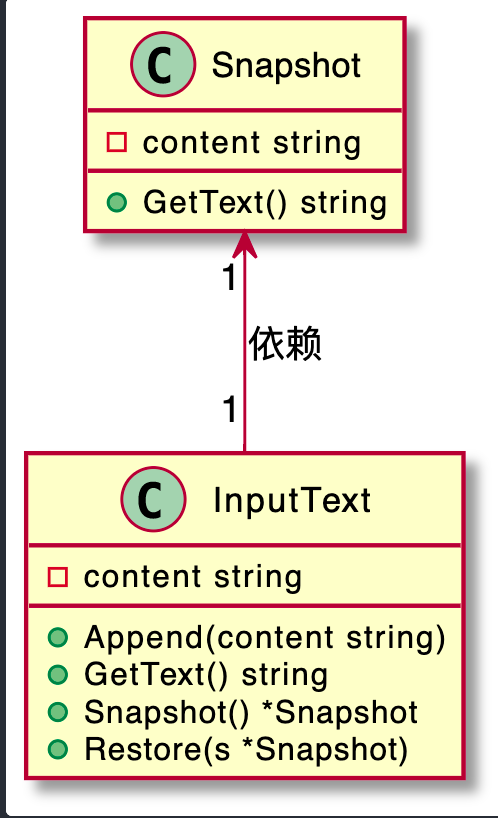 C Snapshot
content string
GetText() string
1
依赖
1
C InputText
content string
Append(content string)
GetText() string
Snapshot() *Snapshot
Restore(s *Snapshot)